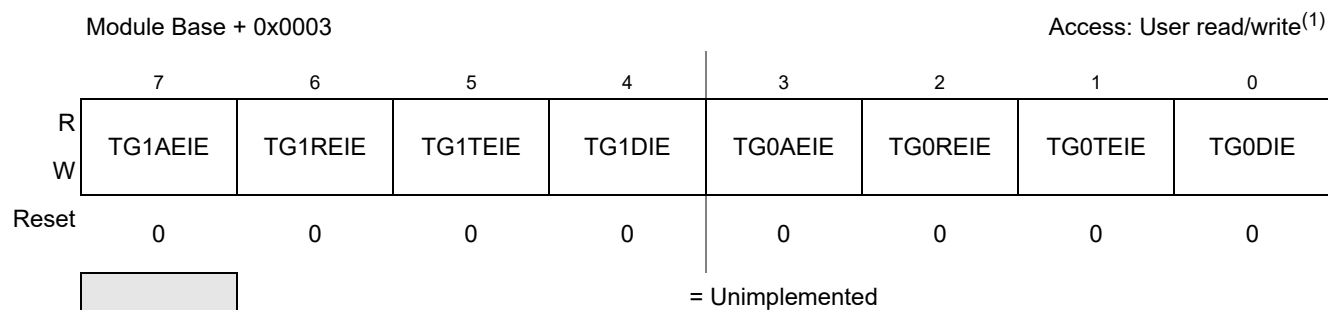 Module Base + 0x0003 Access: User read/write(1)
7 6 5 4 3 2 1 0
R
TG1AEIE TG1REIE TG1TEIE TG1DIE TG0AEIE TG0REIE TG0TEIE TG0DIE
W
Reset 0 0 0 0 0 0 0 0
= Unimplemented